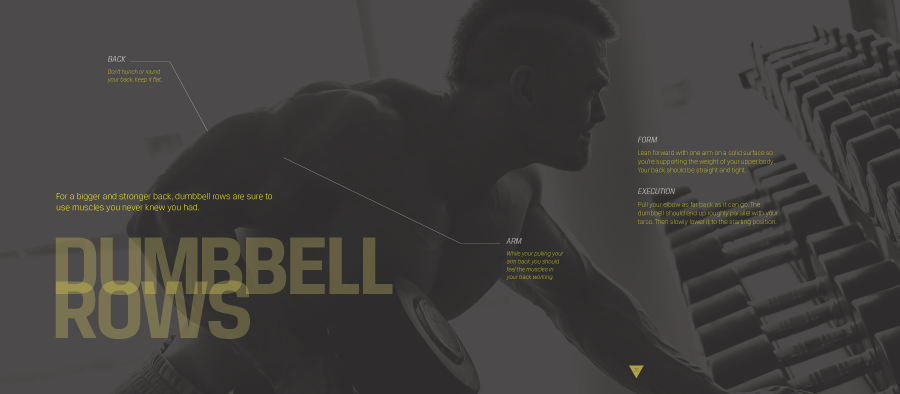 BACK
Don't hunch or round
your back. Keep it flat.
For a bigger and stronger back, dumbbell rows are sure to
use muscles you never knew you had.
DUMBBELL
ROWS
ARM
While your pulling your
arm back you should
feel the muscles in
your back working.
FORM
Lean forward with one arm on a solid surface so
you're supporting the weight of your upper body.
Your back should be straight and tight.
EXECUTION
Pull your elbow as far back as it can go. The
dumbbell should end up roughly parallel with your
torso. Then slowly lower it to the starting position.